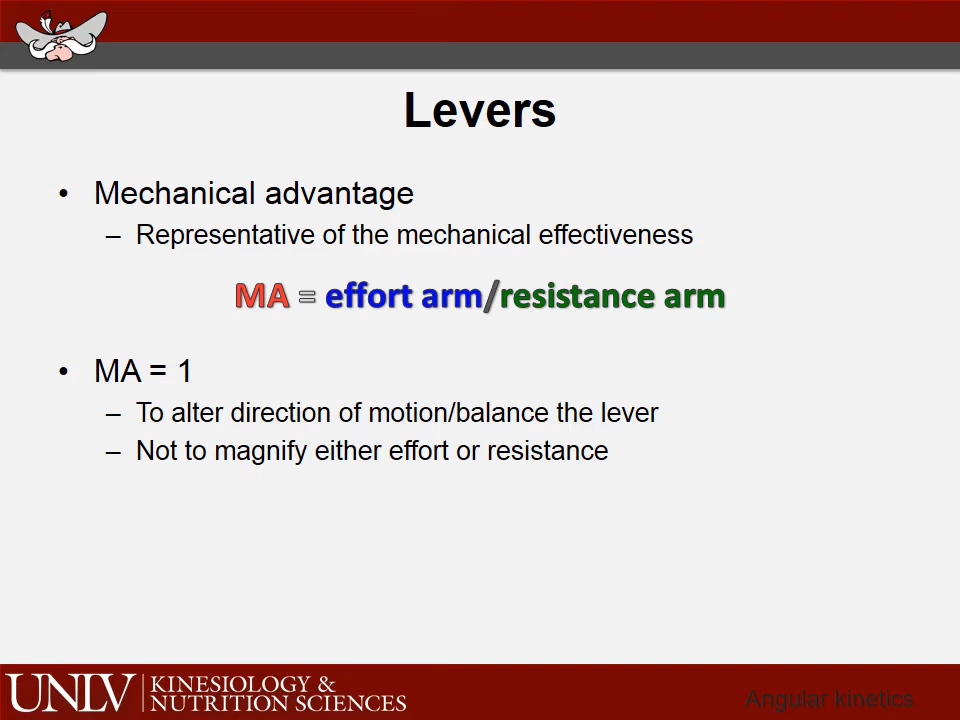 Levers
• Mechanical advantage
– Representative of the mechanical effectiveness
MA = effort arm/resistance arm
• MA = 1
– To alter direction of motion/balance the lever
– Not to magnify either effort or resistance
UNLV
KINESIOLOGY &
NUTRITION SCIENCES
Angular kinetics